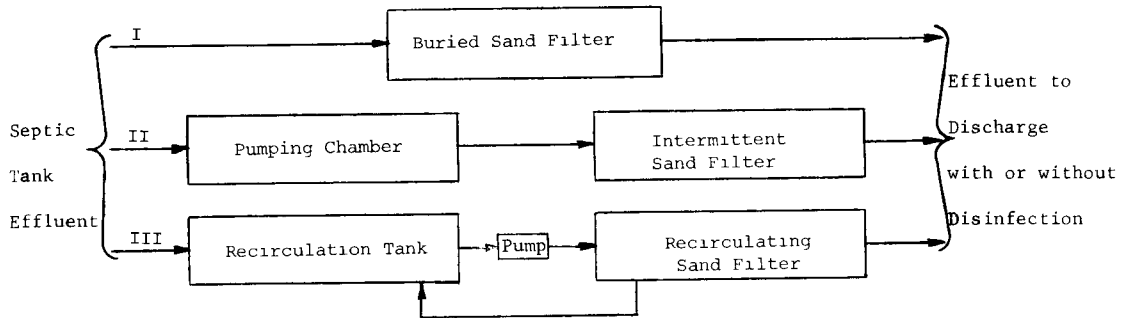 Septic
Tank
Effluent
I
Buried Sand Filter
II
Pumping Chamber
Intermittent
Sand Filter
III
Recirculation Tank
Pump
Recirculating
Sand Filter
Effluent to
Discharge
with or without
Disinfection